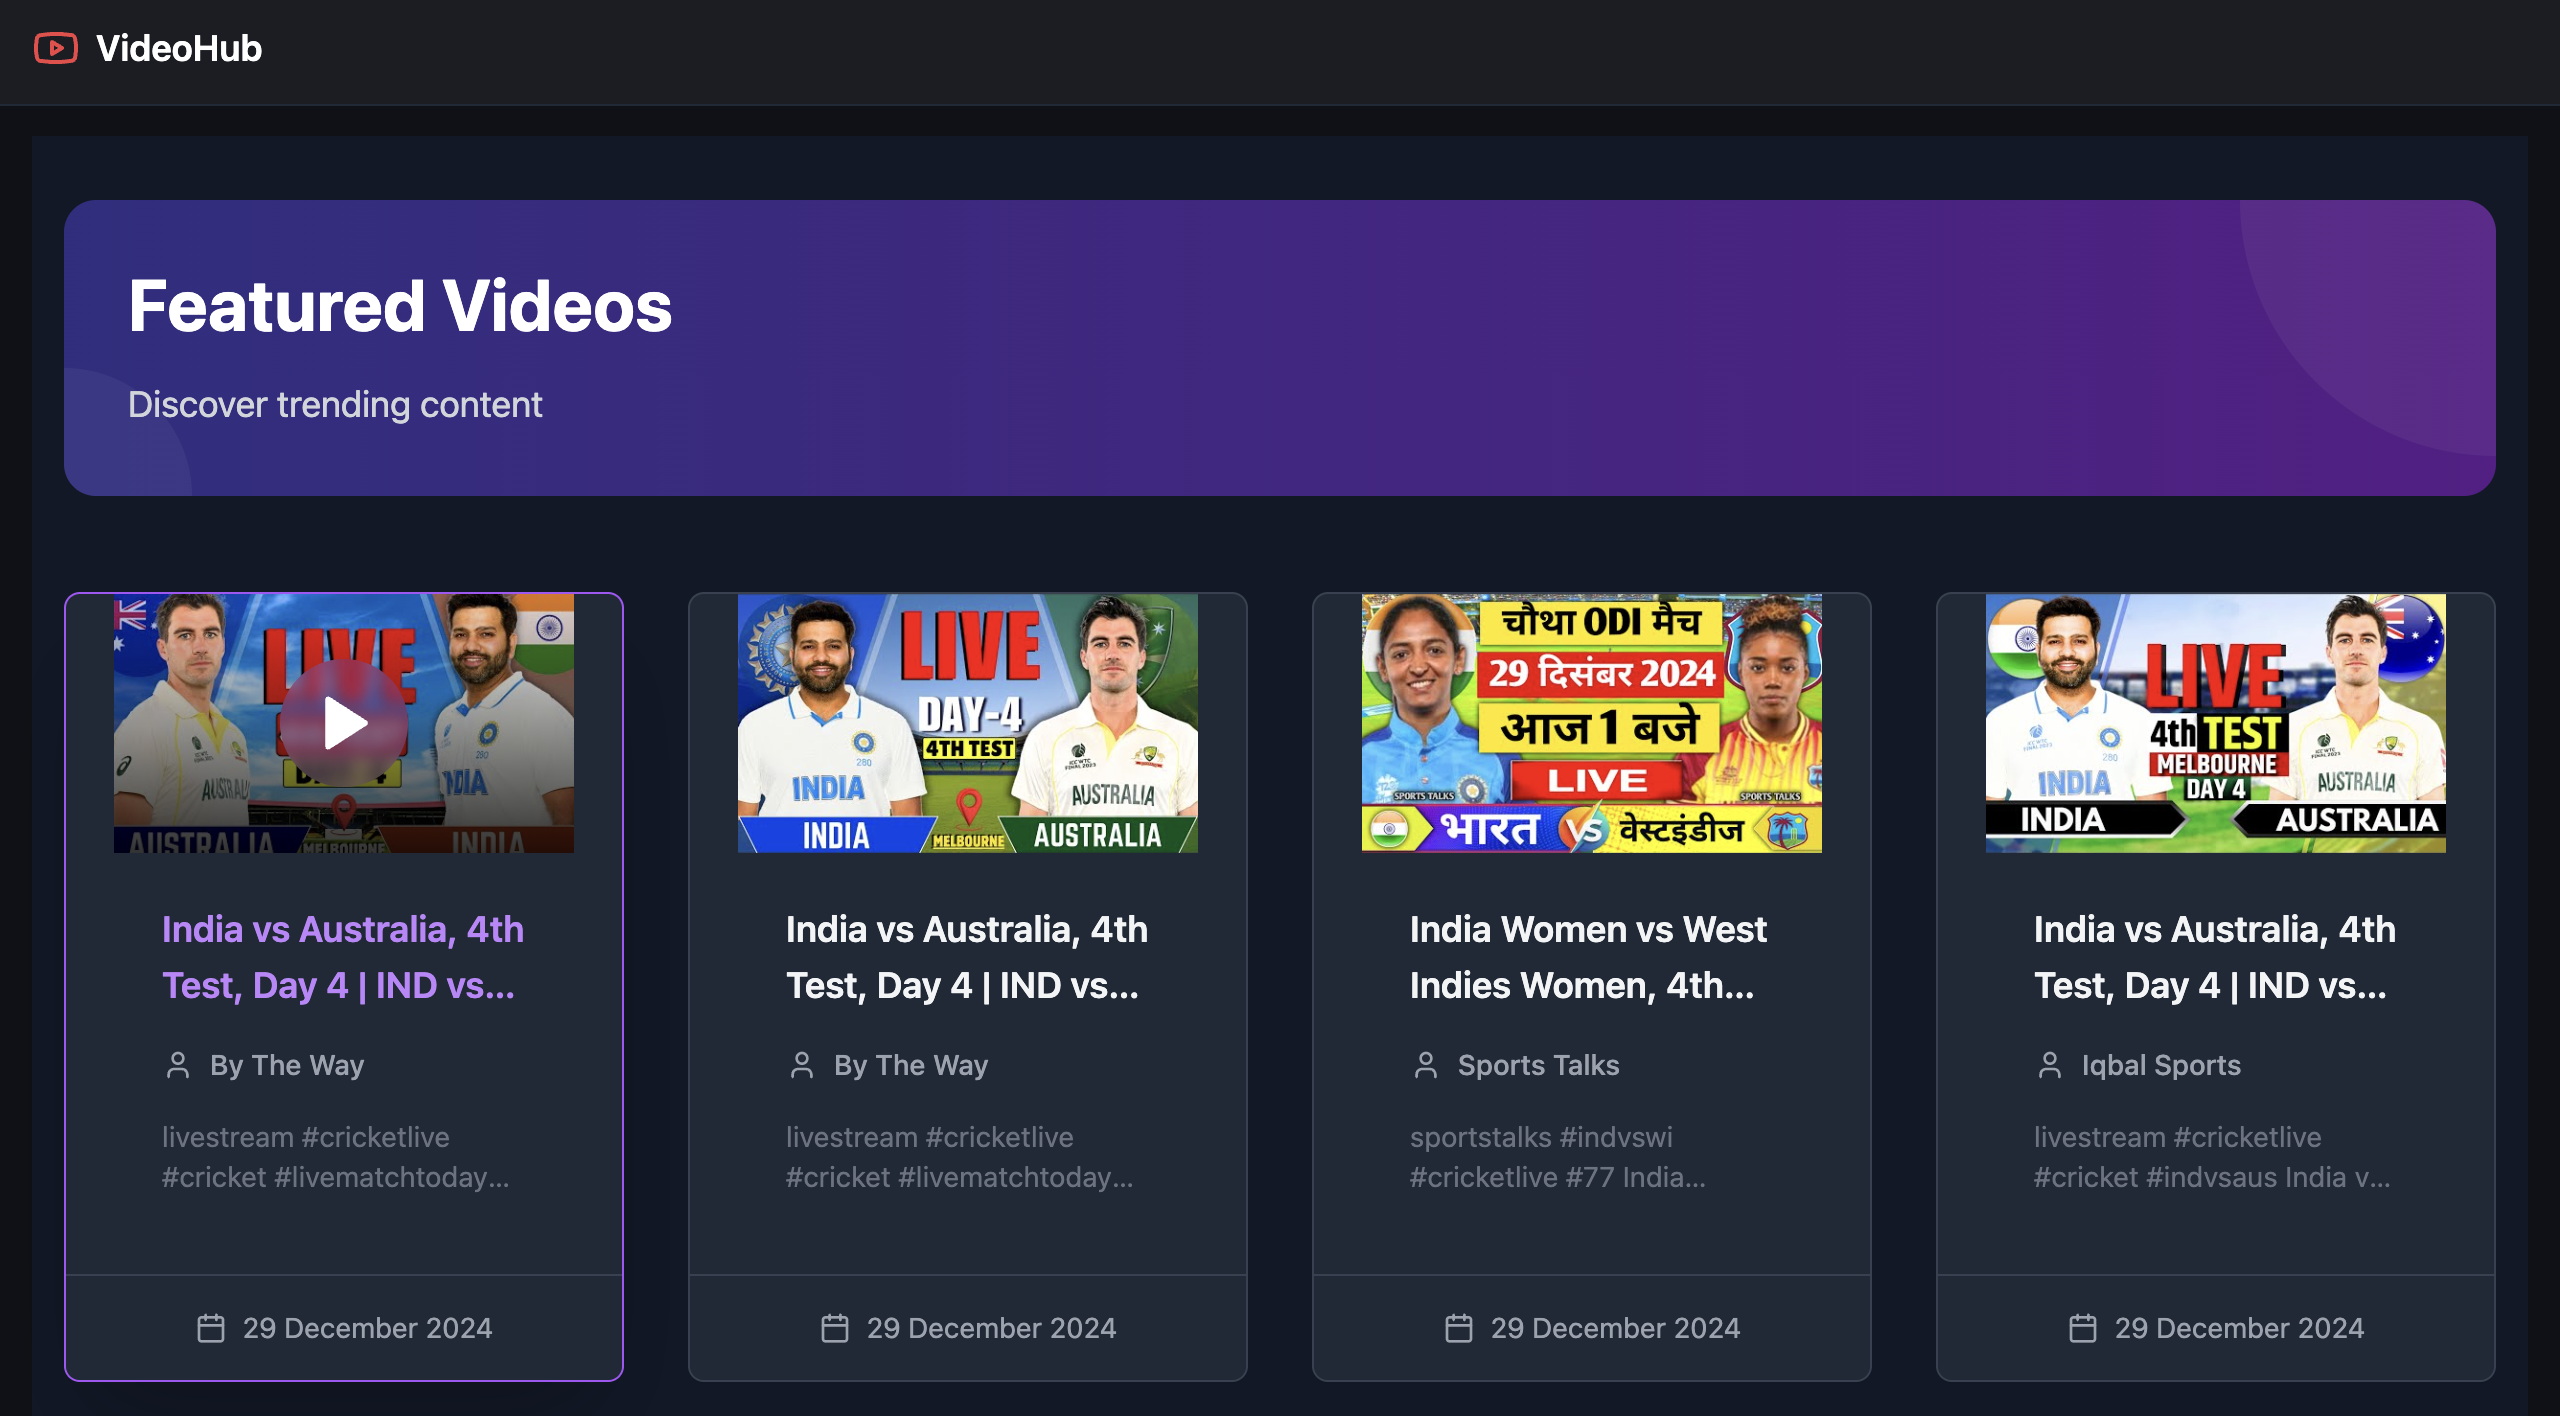 VideoHub
Featured Videos
Discover trending content
LIVE
AUSTRALIA
INDIA
AUSTRALIA
MELBOURNE
INDIA
India vs Australia, 4th
Test, Day 4 | IND vs...
By The Way
livestream #cricketlive
#cricket #livematchtoday...
29 December 2024
LIVE
DAY-4
4TH TEST
280
INDIA
AUSTRALIA
INDIA
MELBOURNE
AUSTRALIA
India vs Australia, 4th
Test, Day 4 | IND vs...
By The Way
livestream #cricketlive
#cricket #livematchtoday...
29 December 2024
चौथा ODI मैच
29 दिसंबर 2024
आज 1 बजे
LIVE
SPORTS TALKS
SPORTS TALKS
भारत VS वेस्टइंडीज
India Women vs West
Indies Women, 4th...
Sports Talks
sportstalks #indvswi
#cricketlive #77 India...
29 December 2024
LIVE
4th TEST
MELBOURNE
DAY 4
280
INDIA
AUSTRALIA
INDIA
AUSTRALIA
India vs Australia, 4th
Test, Day 4 | IND vs...
Iqbal Sports
livestream #cricketlive
#cricket #indvsaus India v...
29 December 2024